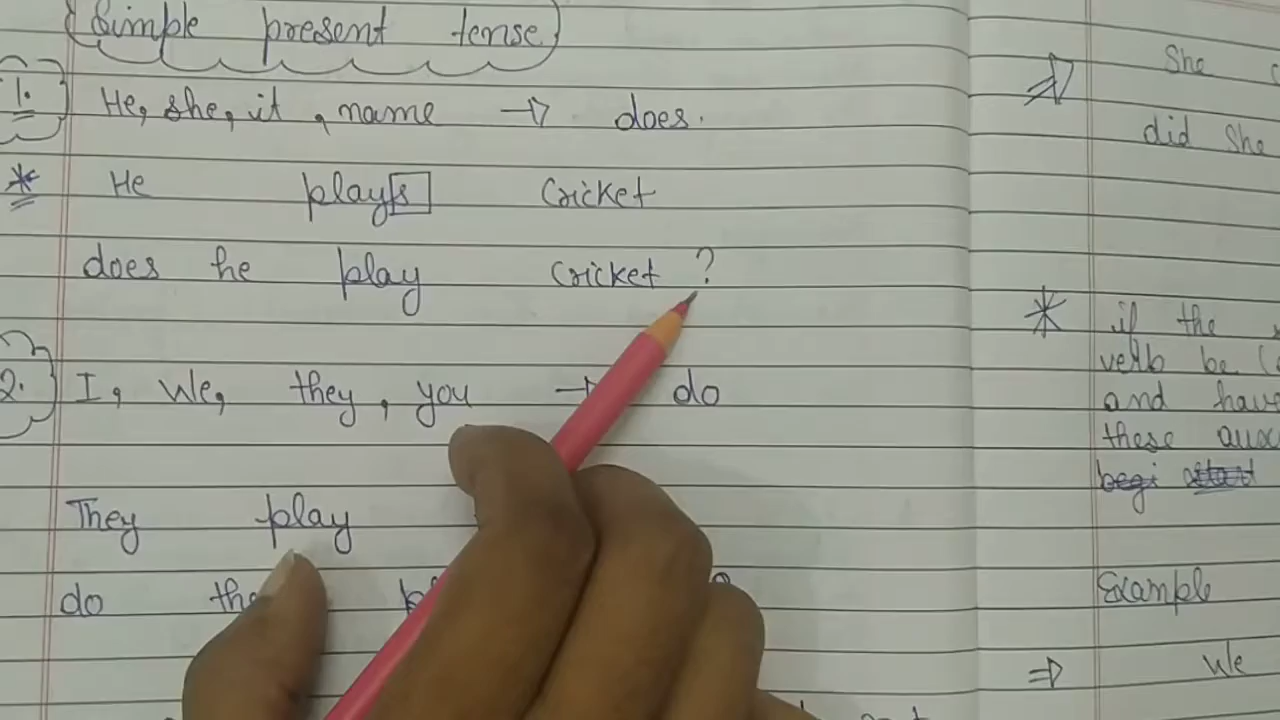 Simple present tense
1. He, she, it, name → does.
* He plays Cricket
does he play cricket ?
2. I, we, they, you → do
They play
do
She
did she
* if the
verb be
and have
these
begi
Example
⇒ We